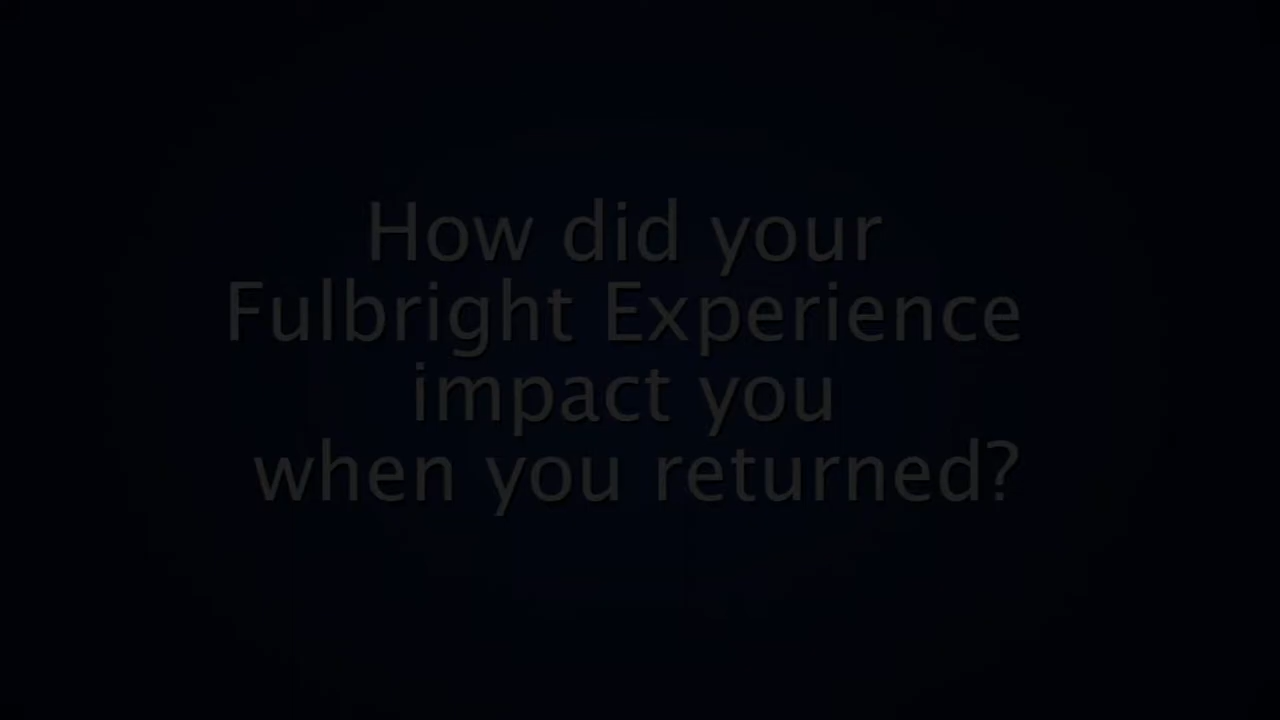 How did your
Fulbright Experience
impact you
when you returned?